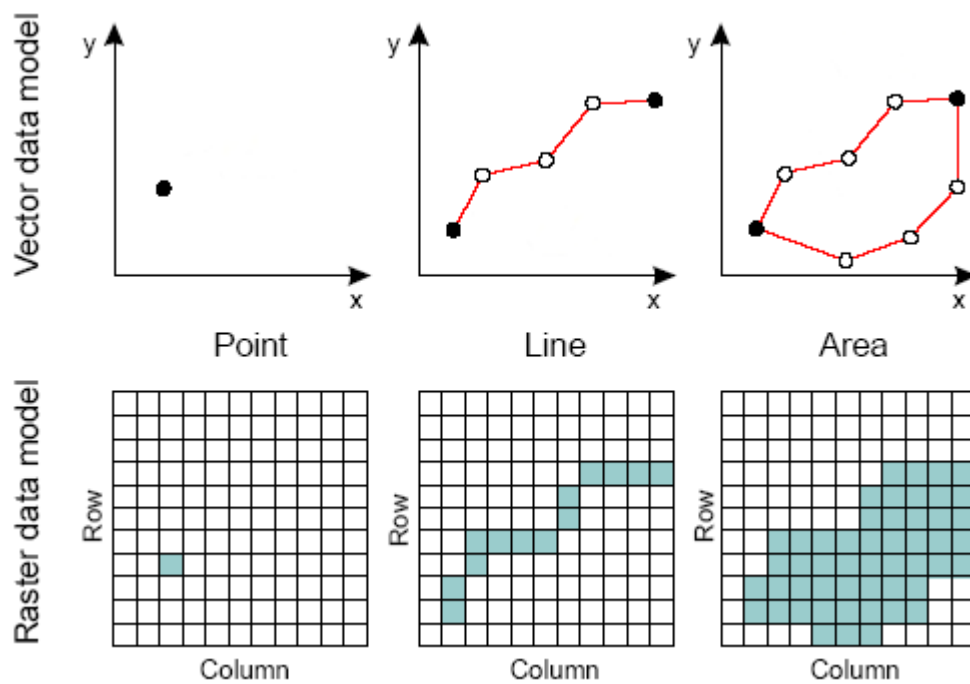 Vector data model
y
x
y
x
y
x
Point
Line
Area
Raster data model
Row
Column
Row
Column
Row
Column